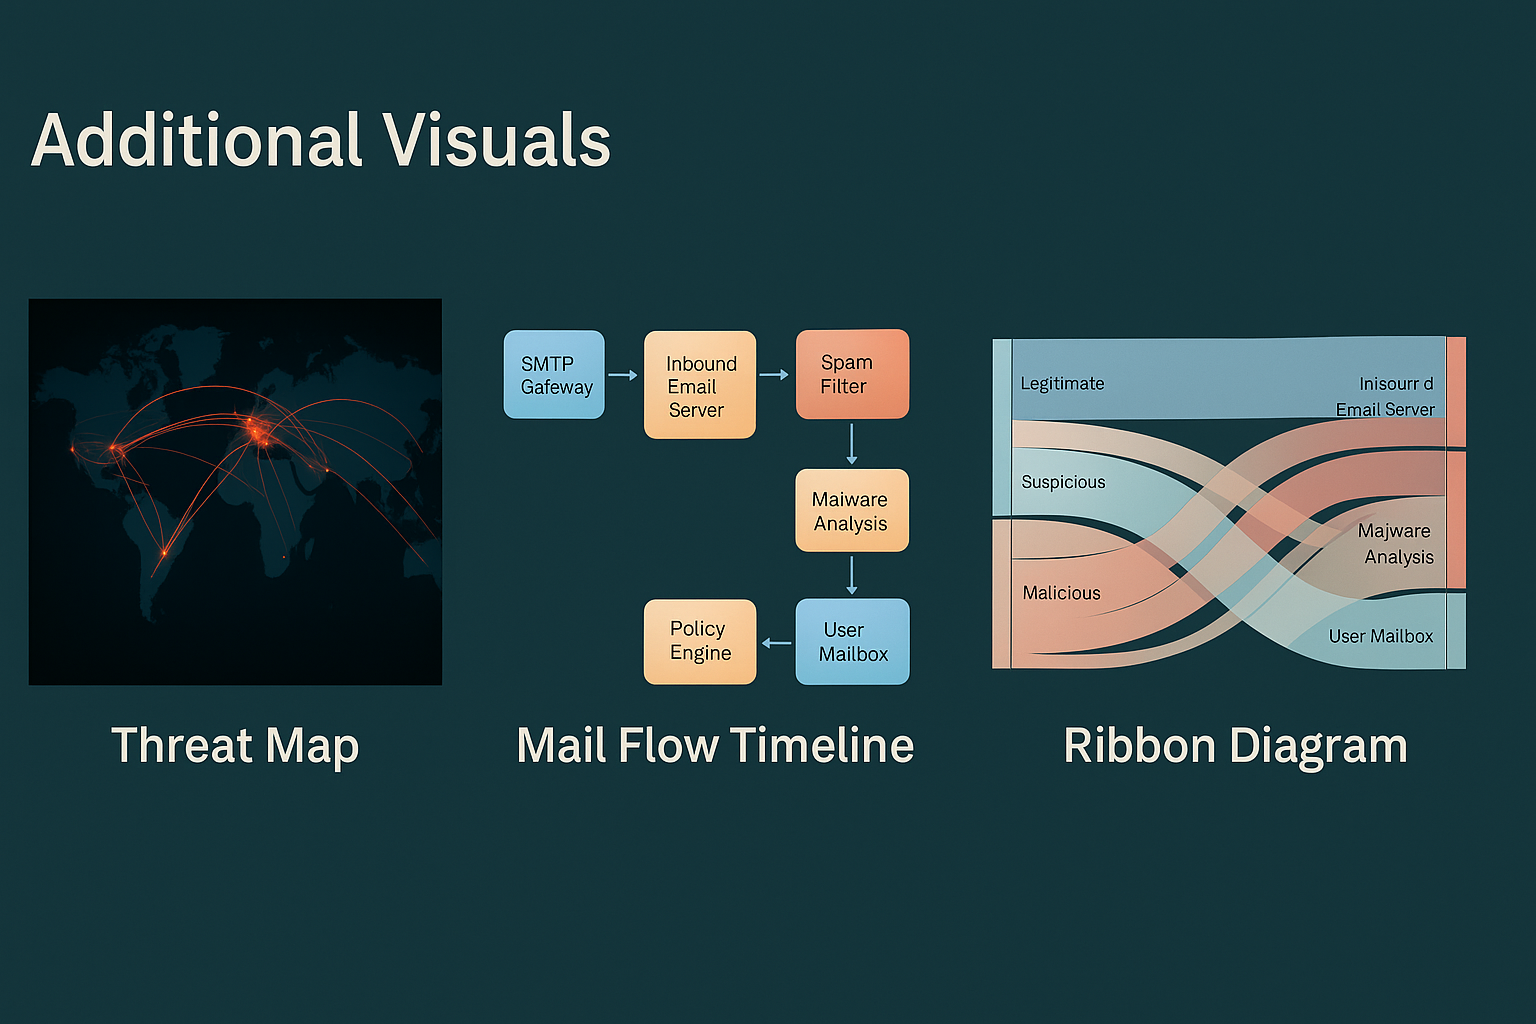 Additional Visuals
SMTP
Gafeway
Inbound
Email
Server
Spam
Filter
Maiware
Analysis
Policy
Engine
User
Mailbox
Legitimate
Suspicious
Malicious
Inisourr d
Email Server
Majware
Analysis
User Mailbox
Threat Map
Mail Flow Timeline
Ribbon Diagram